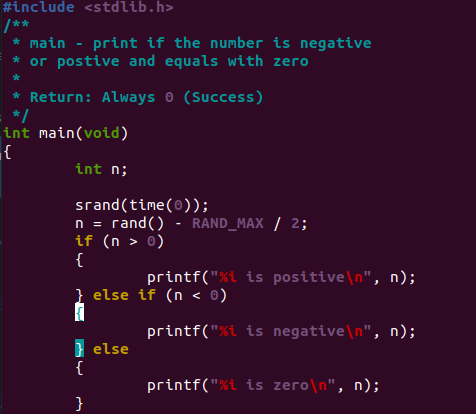 #include <stdlib.h>
/**
 * main - print if the number is negative
 * or postive and equals with zero
 *
 * Return: Always 0 (Success)
 */
int main(void)
{
        int n;

        srand(time(0));
        n = rand() - RAND_MAX / 2;
        if (n > 0)
        {
                printf("%i is positive\n", n);
        } else if (n < 0)
        {
                printf("%i is negative\n", n);
        } else
        {
                printf("%i is zero\n", n);
        }